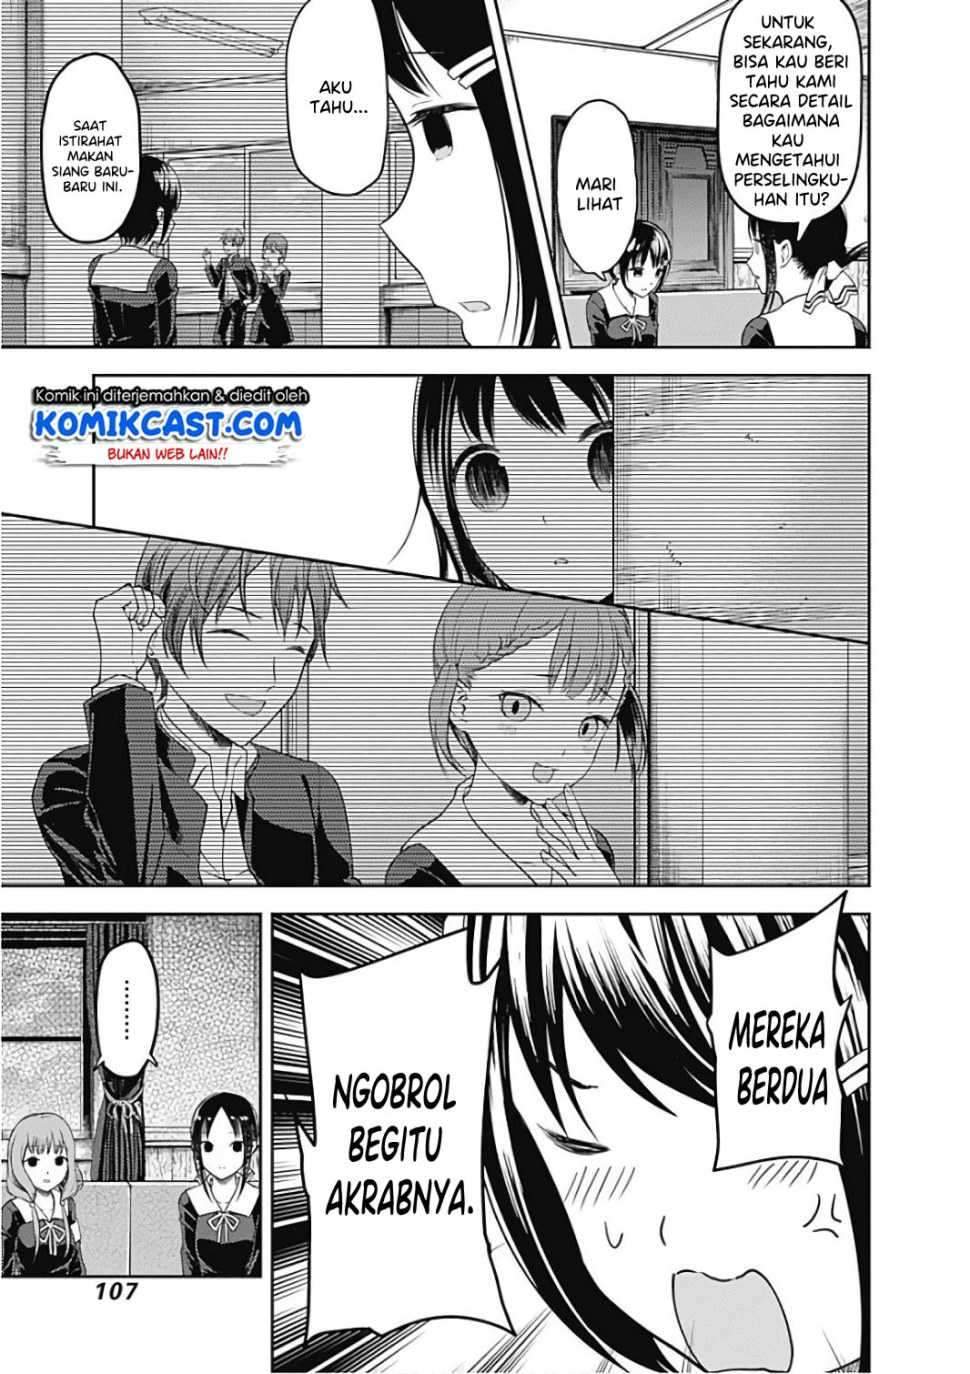 UNTUK
SEKARANG,
BISA KAU BERI
TAHU KAMI
SECARA DETAIL
BAGAIMANA
KAU
MENGETAHUI
PERSELINGKU-
HAN ITU?
MARI
LIHAT
AKU
TAHU...
SAAT
ISTIRAHAT
MAKAN
SIANG BARU-
BARU INI.
Komik ini diterjemahkan & diedit oleh
KOMIKCAST.COM
BUKAN WEB LAIN!!
MEREKA
BERDUA
NGOBROL
BEGITU
AKRABNYA.
.........
107